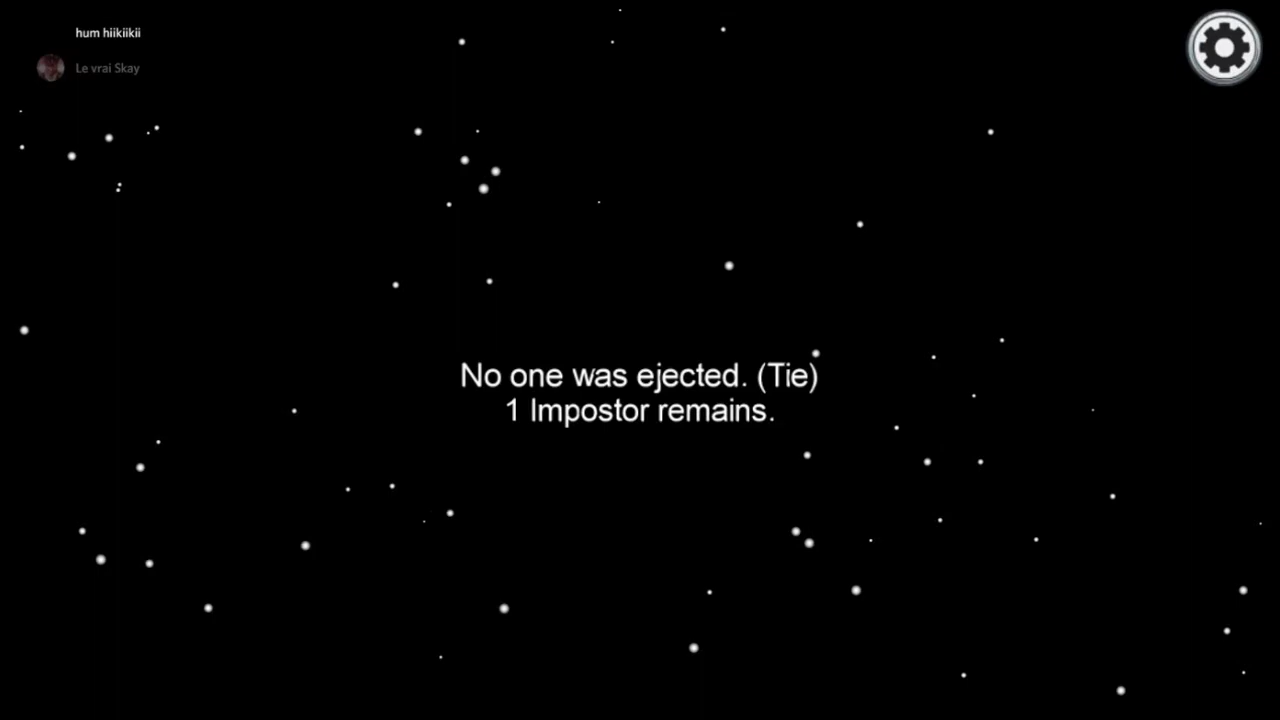 hum hiikiikii
Le vrai Skay
No one was ejected. (Tie)
1 Impostor remains.